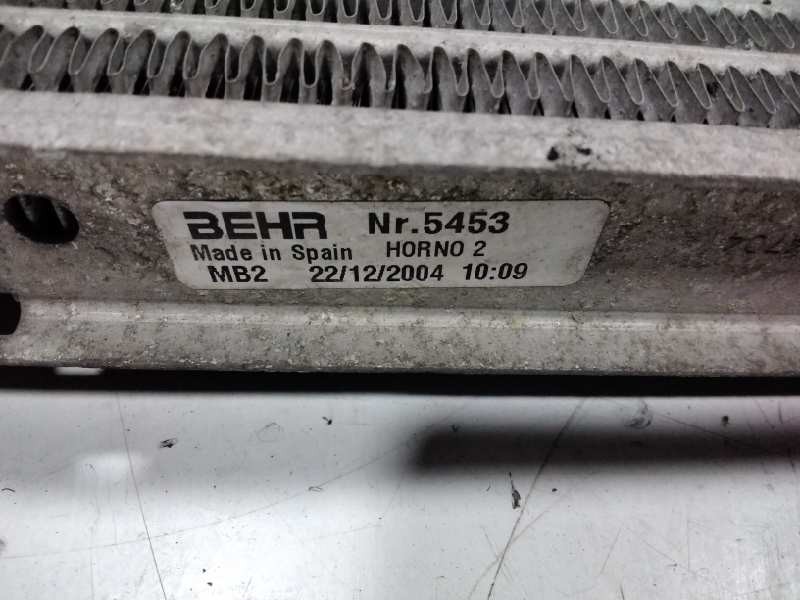 BEHR Nr.5453
Made in Spain HORNO 2
MB2 22/12/2004 10:09